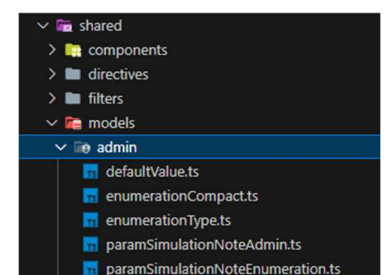 shared
components
directives
filters
models
admin
defaultValue.ts
enumerationCompact.ts
enumerationType.ts
paramSimulationNoteAdmin.ts
paramSimulationNoteEnumeration.ts